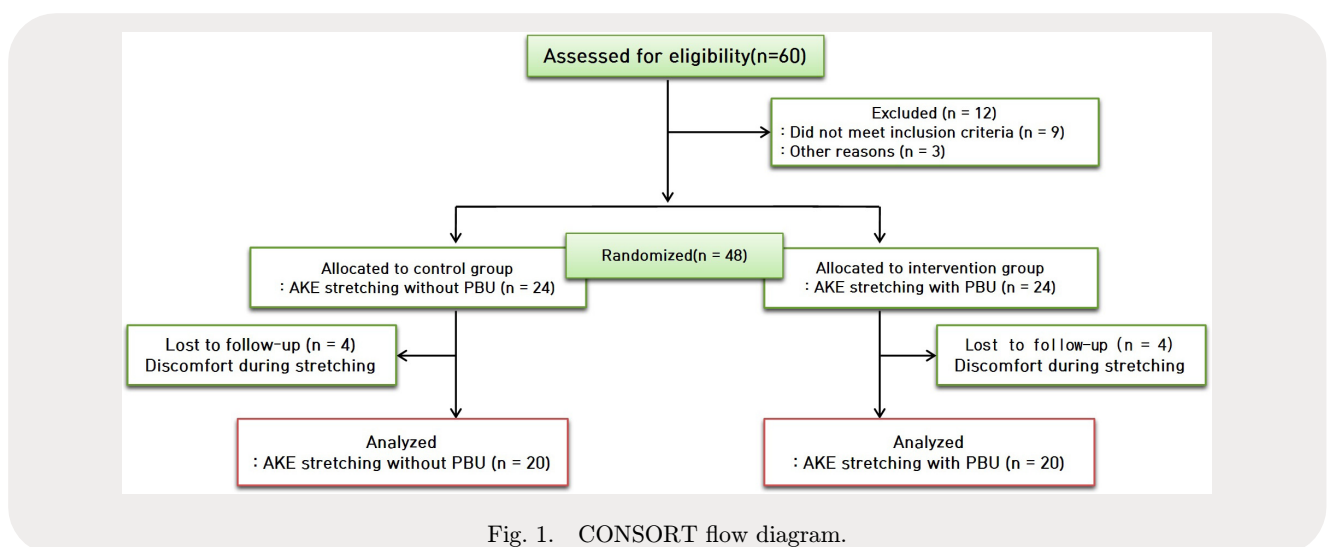 Assessed for eligibility(n=60)
Excluded (n = 12)
: Did not meet inclusion criteria (n = 9)
: Other reasons (n = 3)
Randomized(n = 48)
Allocated to control group
: AKE stretching without PBU (n = 24)
Allocated to intervention group
: AKE stretching with PBU (n = 24)
Lost to follow-up (n = 4)
Discomfort during stretching
Lost to follow-up (n = 4)
Discomfort during stretching
Analyzed
: AKE stretching without PBU (n = 20)
Analyzed
: AKE stretching with PBU (n = 20)
Fig. 1. CONSORT flow diagram.